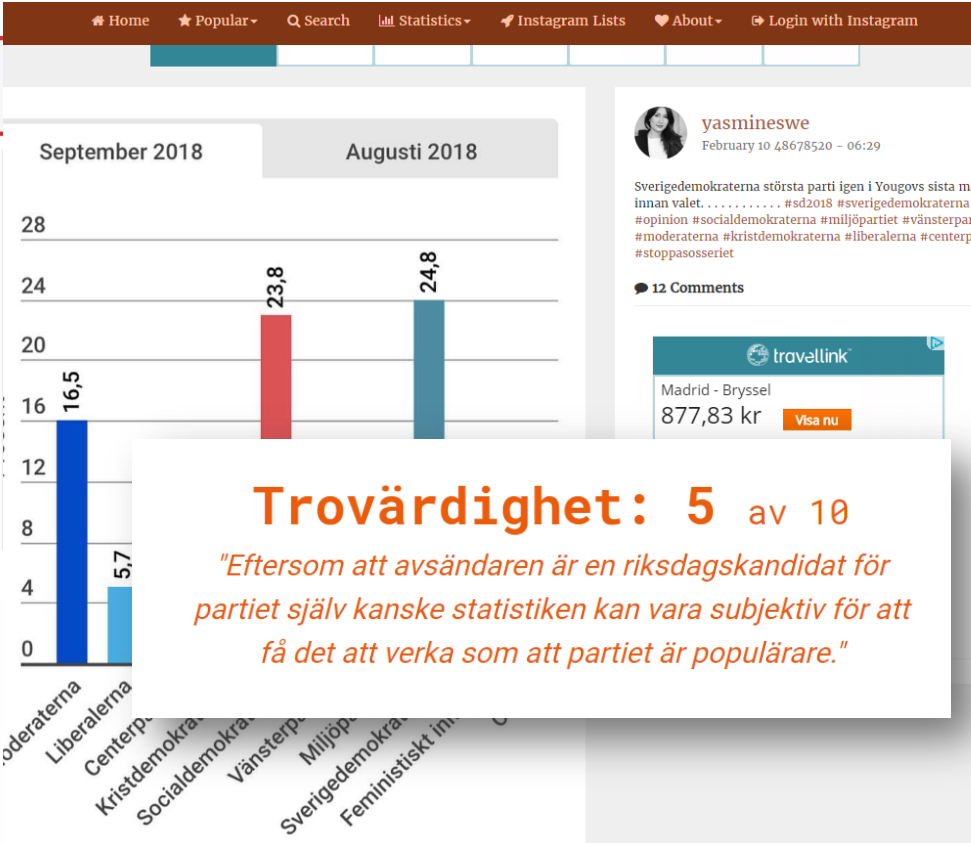 Home Popular Search Statistics Instagram Lists About Login with Instagram
September 2018 Augusti 2018
28
24
20
16
12
8
4
0
16,5
5,7
23,8
24,8
Liberalerna
Vänsterpa
Miljöpa
Feministiskt in
yasmineswe
February 10 48678520 - 06:29
Sverigedemokraterna största parti igen i Yougovs sista m
innan valet. . . . . . . . . . . #sd2018 #sverigedemokraterna
#opinion #socialdemokraterna #miljöpartiet #vänsterpar
#moderaterna #kristdemokraterna #liberalerna #centerp
#stoppasosseriet
12 Comments
travellink
Madrid - Bryssel
877,83 kr Visa nu
Trovärdighet: 5 av 10
"Eftersom att avsändaren är en riksdagskandidat för
partiet själv kanske statistiken kan vara subjektiv för att
få det att verka som att partiet är populärare."